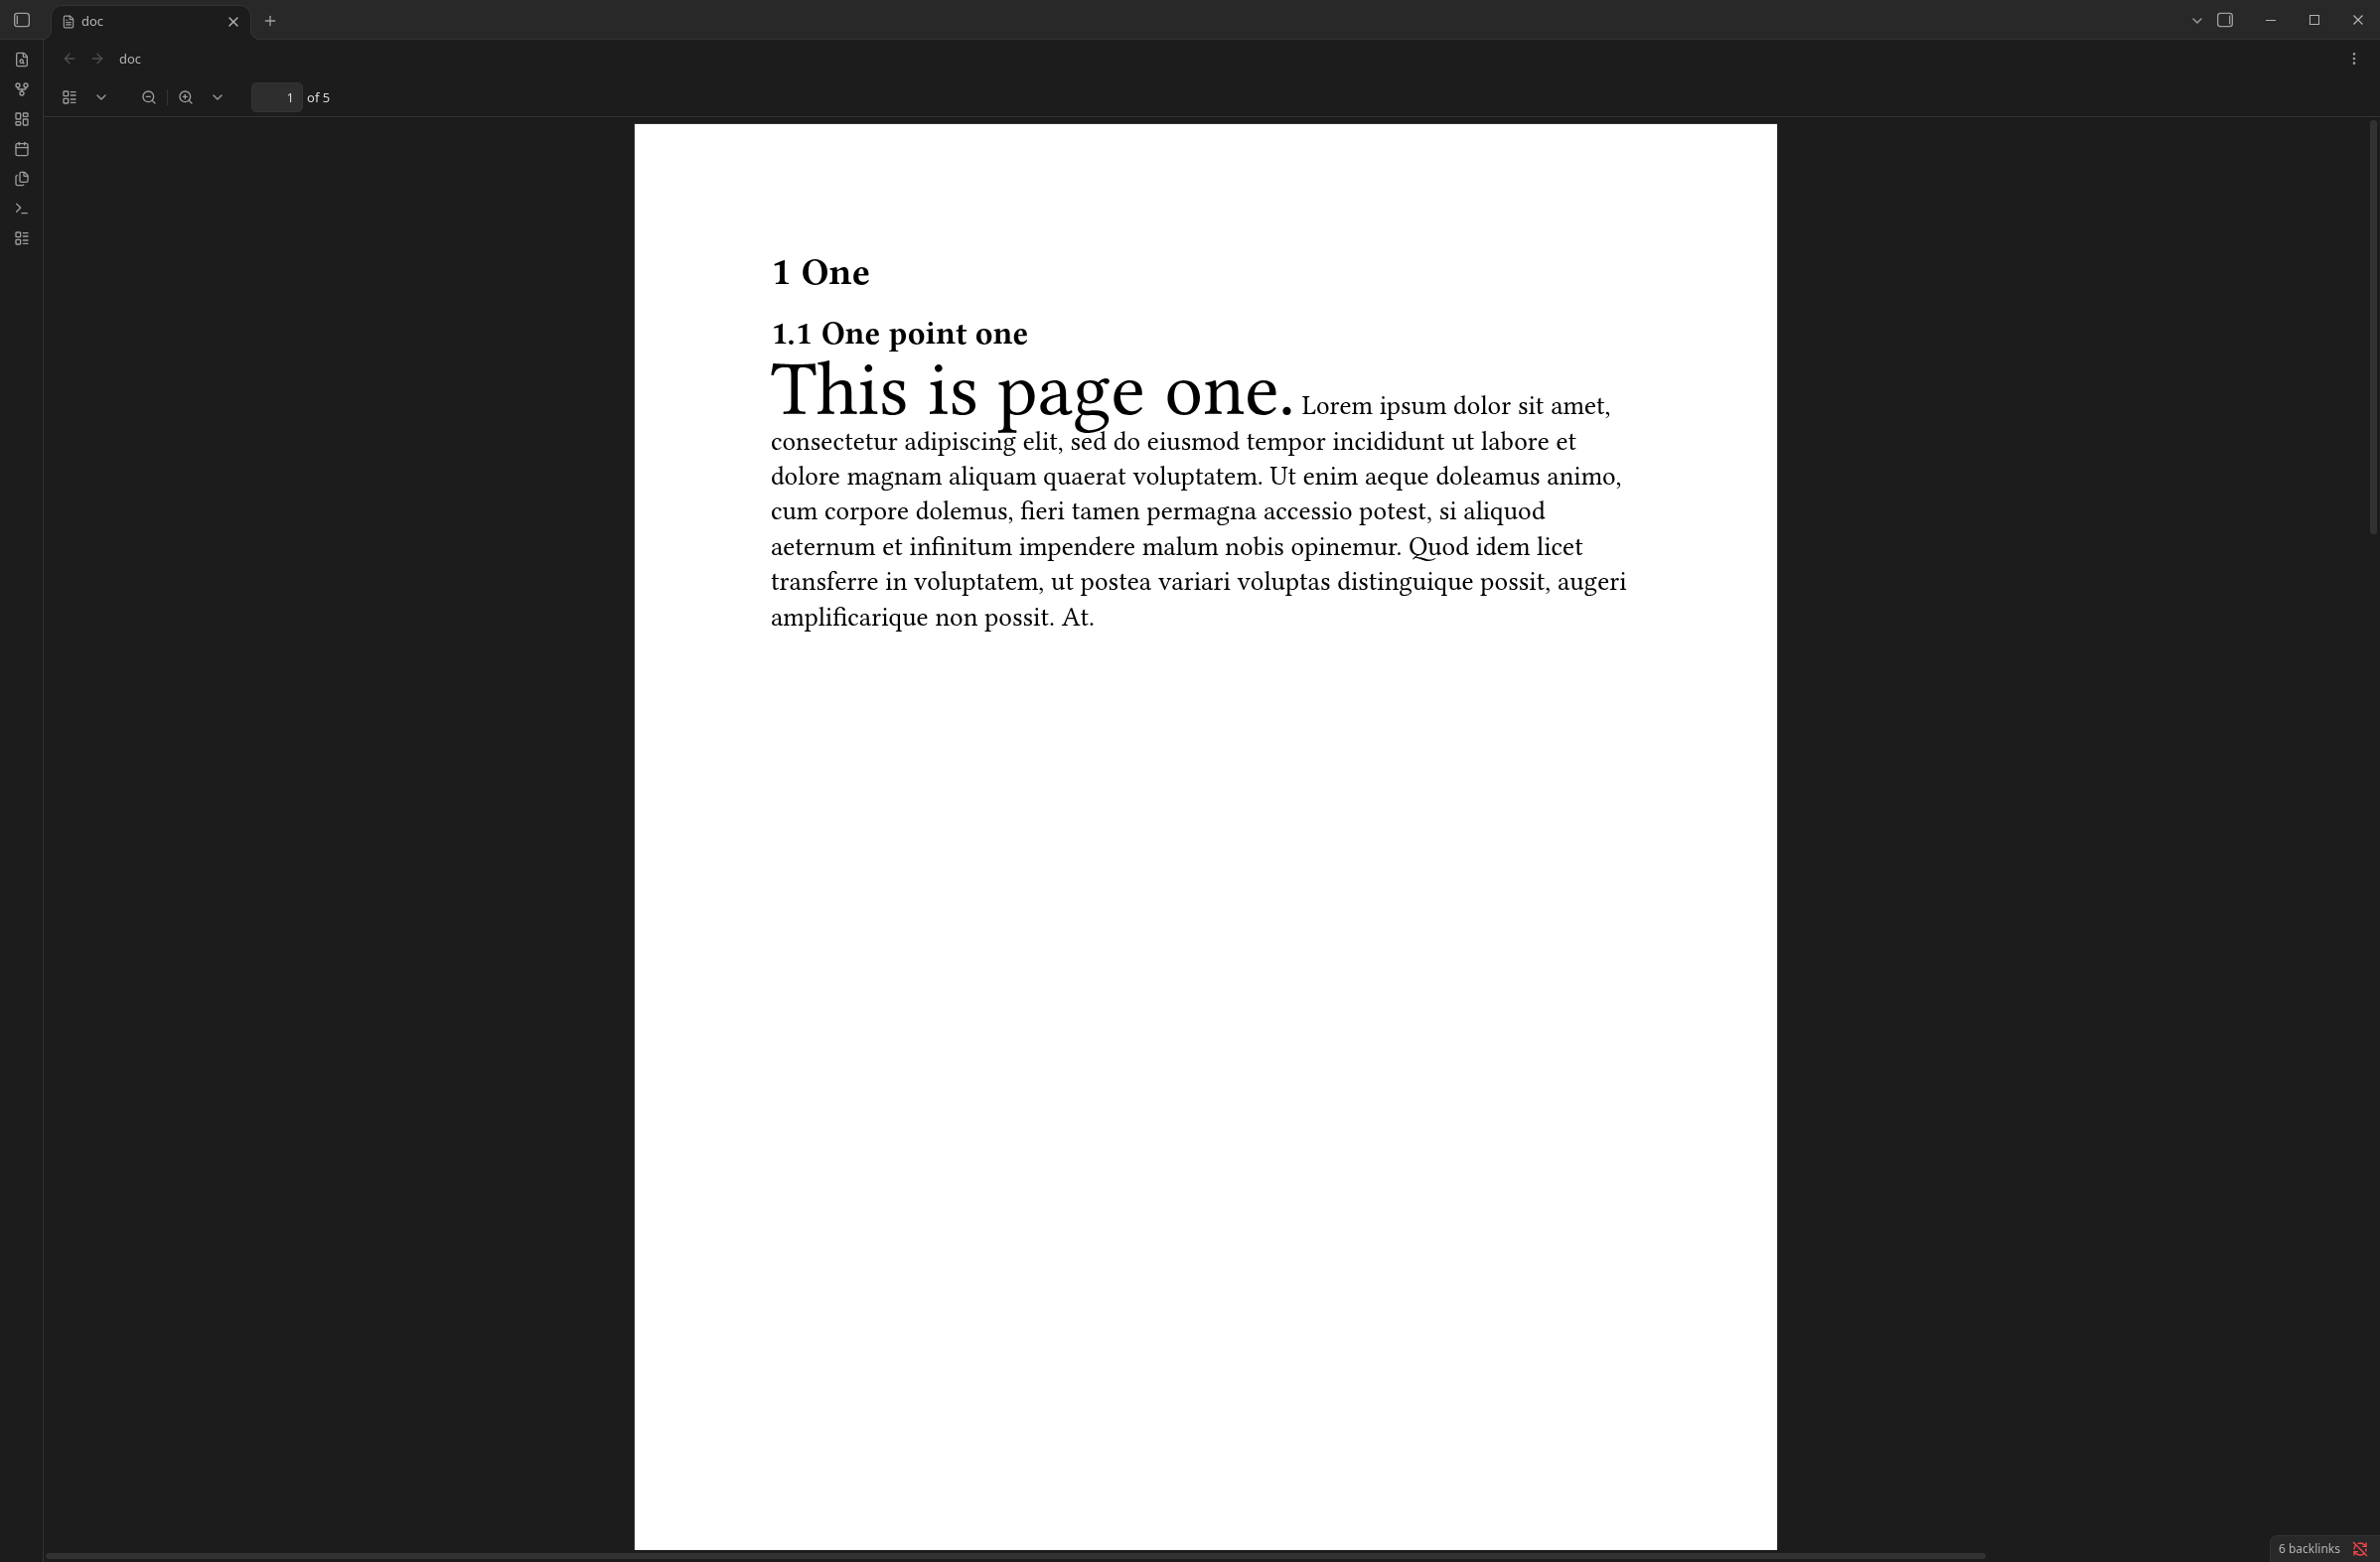 doc
doc
1 of 5
1 One
1.1 One point one
This is page one. Lorem ipsum dolor sit amet,
consectetur adipiscing elit, sed do eiusmod tempor incididunt ut labore et
dolore magnam aliquam quaerat voluptatem. Ut enim aeque doleamus animo,
cum corpore dolemus, fieri tamen permagna accessio potest, si aliquod
aeternum et infinitum impendere malum nobis opinemur. Quod idem licet
transferre in voluptatem, ut postea variari voluptas distinguique possit, augeri
amplificarique non possit. At.
6 backlinks